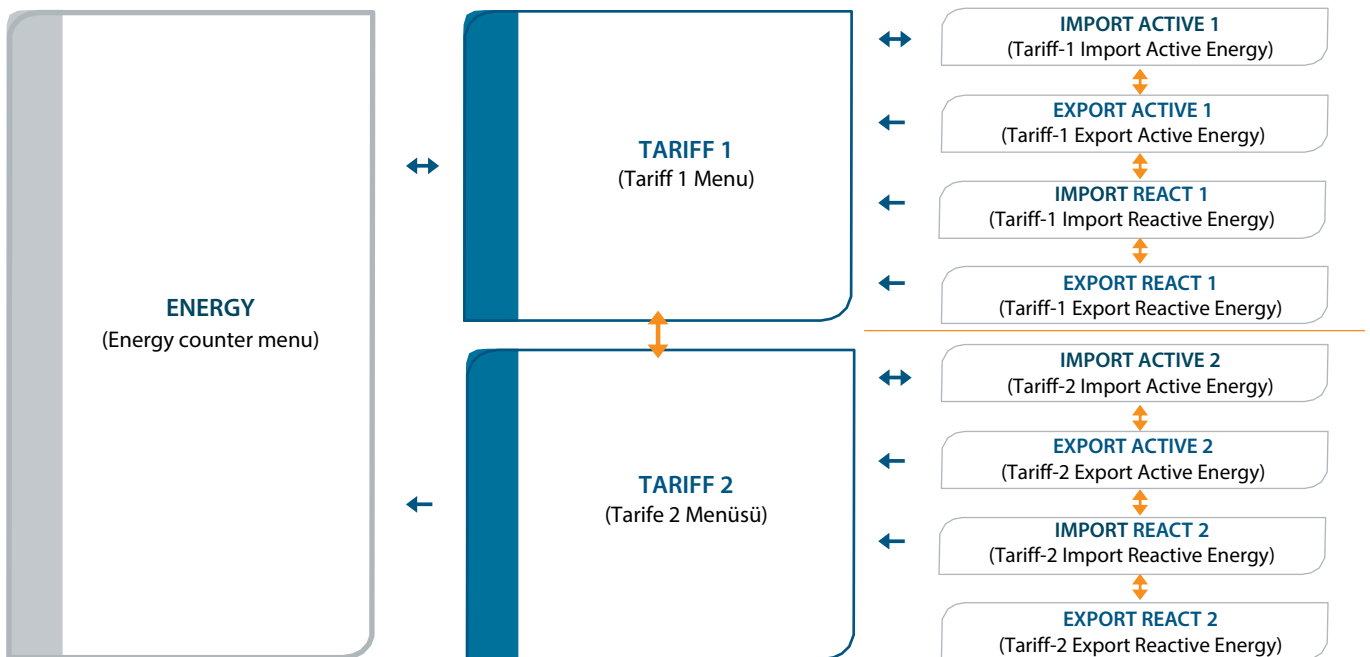 ENERGY
(Energy counter menu)
TARIFF 1
(Tariff 1 Menu)
IMPORT ACTIVE 1
(Tariff-1 Import Active Energy)
EXPORT ACTIVE 1
(Tariff-1 Export Active Energy)
IMPORT REACT 1
(Tariff-1 Import Reactive Energy)
EXPORT REACT 1
(Tariff-1 Export Reactive Energy)
TARIFF 2
(Tarife 2 Menüsü)
IMPORT ACTIVE 2
(Tariff-2 Import Active Energy)
EXPORT ACTIVE 2
(Tariff-2 Export Active Energy)
IMPORT REACT 2
(Tariff-2 Import Reactive Energy)
EXPORT REACT 2
(Tariff-2 Export Reactive Energy)